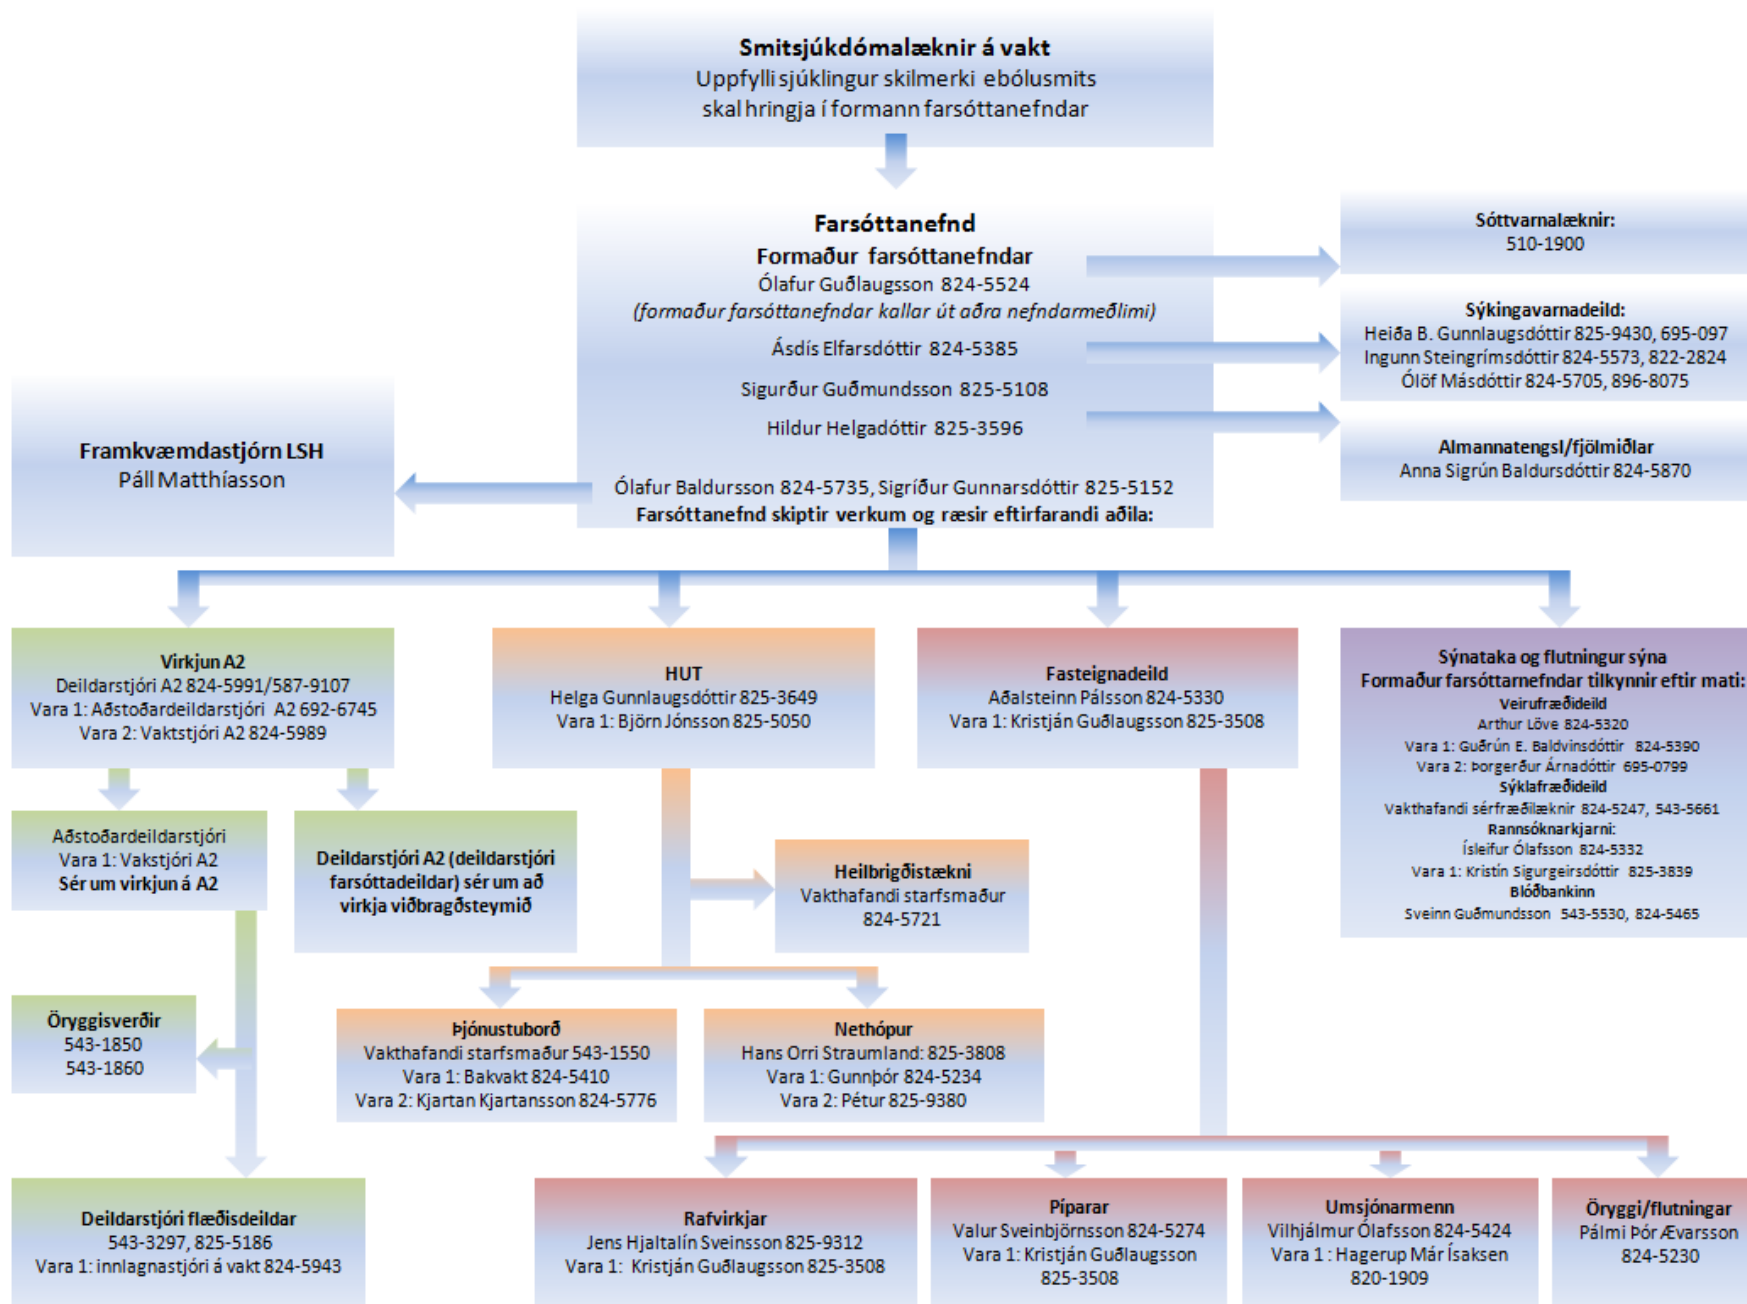 Smitsjúkdómalæknir á vakt
Uppfylli sjúklingur skilmerki ebólusmits
skal hringja í formann farsóttanefndar
Farsóttanefnd
Formaður farsóttanefndar
Ólafur Guðlaugsson 824-5524
(formaður farsóttanefndar kallar út aðra nefndarmeðlimi)
Ásdís Elfarsdóttir 824-5385
Sigurður Guðmundsson 825-5108
Hildur Helgadóttir 825-3596
Ólafur Baldursson 824-5735, Sigríður Gunnarsdóttir 825-5152
Farsóttanefnd skiptir verkum og ræsir eftirfarandi aðila:
Sóttvarnalæknir:
510-1900
Sýkingavarnadeild:
Heiða B. Gunnlaugsdóttir 825-9430, 695-097
Ingunn Steingrímsdóttir 824-5573, 822-2824
Ólöf Másdóttir 824-5705, 896-8075
Almannatengsl/fjölmiðlar
Anna Sigrún Baldursdóttir 824-5870
Framkvæmdastjórn LSH
Páll Matthíasson
Virkjun A2
Deildarstjóri A2 824-5991/587-9107
Vara 1: Aðstoðardeildarstjóri A2 692-6745
Vara 2: Vaktstjóri A2 824-5989
HUT
Helga Gunnlaugsdóttir 825-3649
Vara 1: Björn Jónsson 825-5050
Fasteignadeild
Aðalsteinn Pálsson 824-5330
Vara 1: Kristján Guðlaugsson 825-3508
Sýnataka og flutningur sýna
Formaður farsóttarnefndar tilkynnir eftir mati:
Veirufræðideild
Arthur Löve 824-5320
Vara 1: Guðrún E. Baldvinsdóttir 824-5390
Vara 2: Þorgerður Árnadóttir 695-0799
Sýklafræðideild
Vakthafandi sérfræðilæknir 824-5247, 543-5661
Rannsóknarkjarni:
Ísleifur Ólafsson 824-5332
Vara 1: Kristín Sigurgeirsdóttir 825-3839
Blóðbankinn
Sveinn Guðmundsson 543-5530, 824-5465
Aðstoðardeildarstjóri
Vara 1: Vakstjóri A2
Sér um virkjun á A2
Deildarstjóri A2 (deildarstjóri
farsóttadeildar) sér um að
virkja viðbragðsteymið
Heilbrigðistækni
Vakthafandi starfsmaður
824-5721
Öryggisverðir
543-1850
543-1860
Þjónustuborð
Vakthafandi starfsmaður 543-1550
Vara 1: Bakvakt 824-5410
Vara 2: Kjartan Kjartansson 824-5776
Nethópur
Hans Orri Straumland: 825-3808
Vara 1: Gunnþór 824-5234
Vara 2: Pétur 825-9380
Deildarstjóri flæðisdeildar
543-3297, 825-5186
Vara 1: innlagnastjóri á vakt 824-5943
Rafvirkjar
Jens Hjaltalín Sveinsson 825-9312
Vara 1: Kristján Guðlaugsson 825-3508
Píparar
Valur Sveinbjörnsson 824-5274
Vara 1: Kristján Guðlaugsson
825-3508
Umsjónarmenn
Vilhjálmur Ólafsson 824-5424
Vara 1 : Hagerup Már Ísaksen
820-1909
Öryggi/flutningar
Pálmi Þór Ævarsson
824-5230